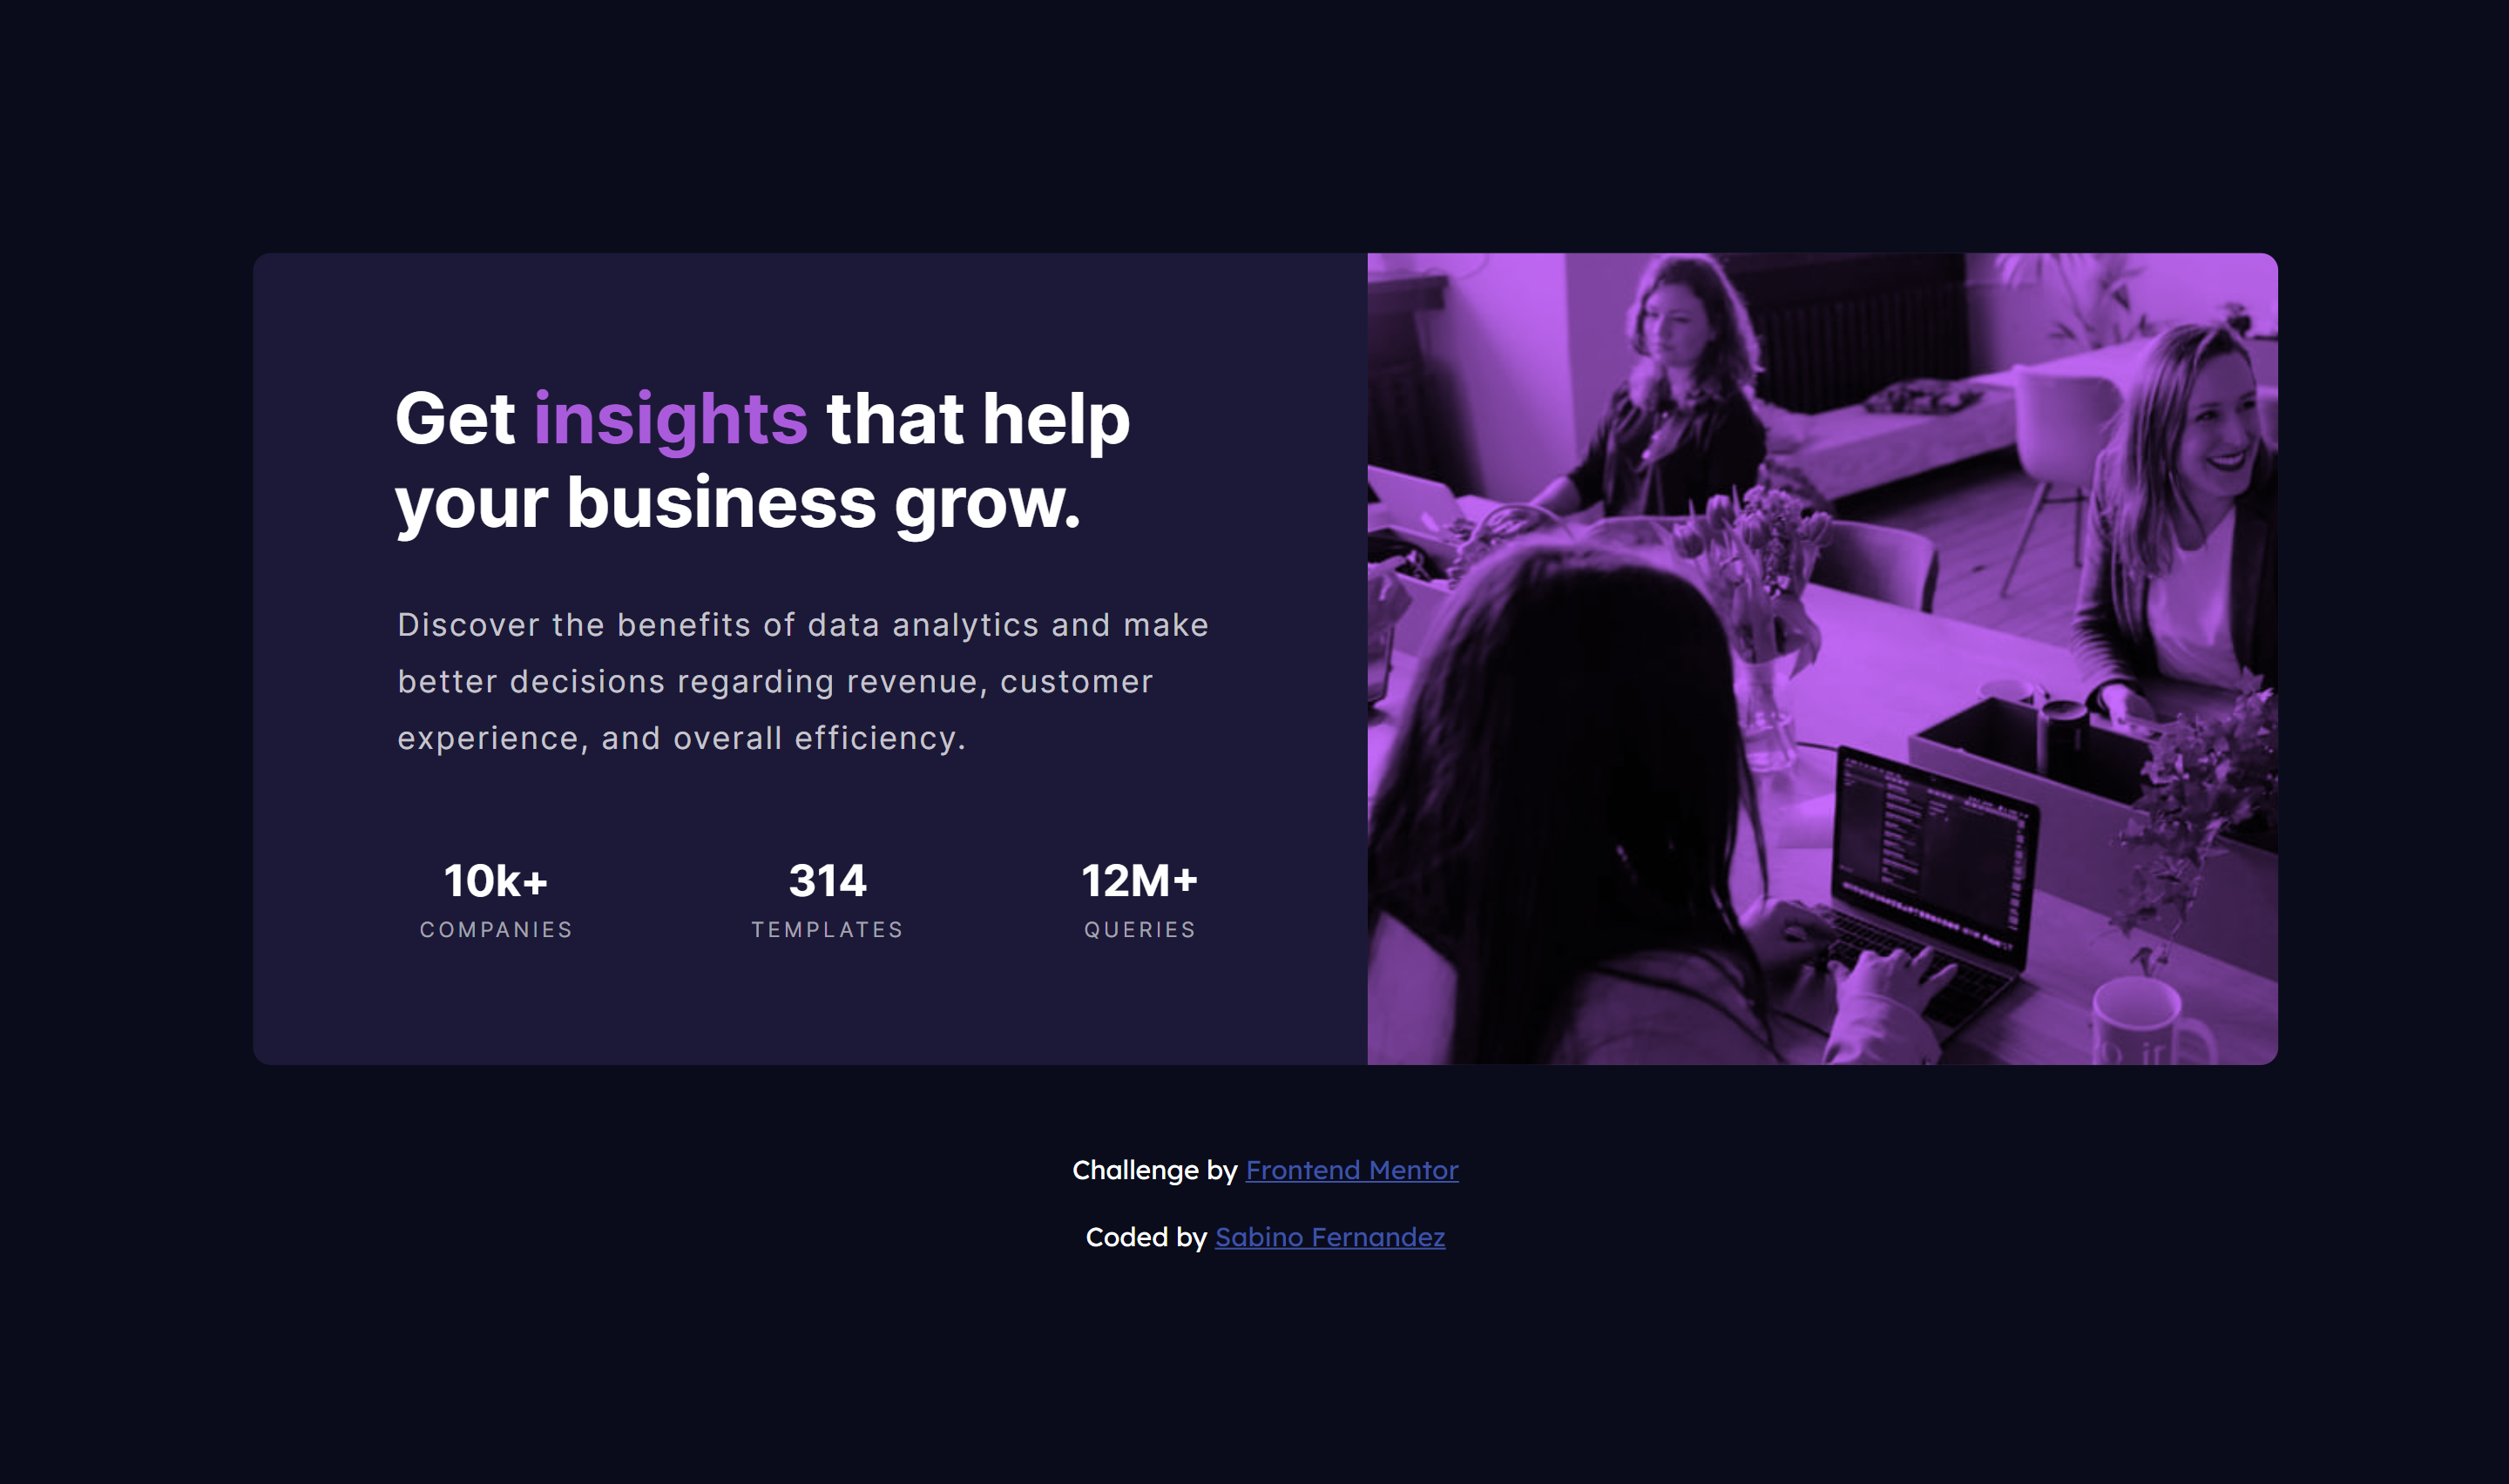 Get insights that help
your business grow.
Discover the benefits of data analytics and make
better decisions regarding revenue, customer
experience, and overall efficiency.
10k+
COMPANIES
314
TEMPLATES
12M+
QUERIES
Challenge by Frontend Mentor
Coded by Sabino Fernandez